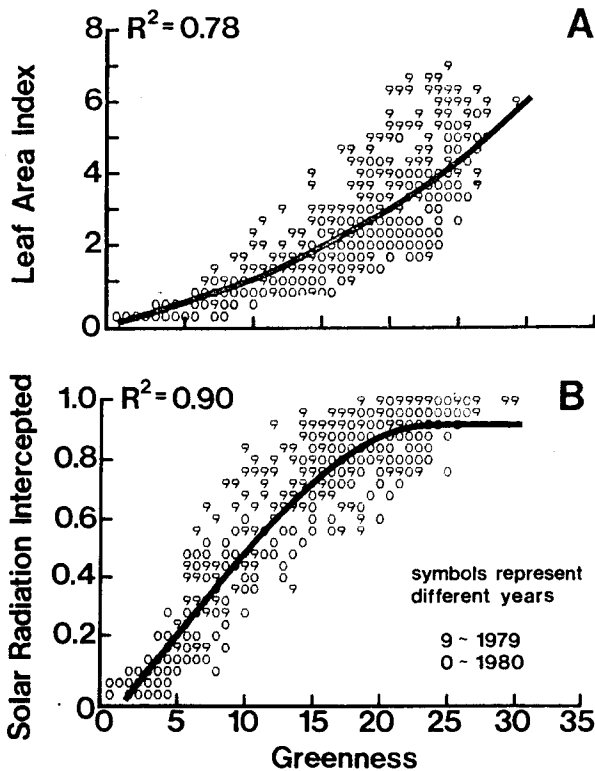 R² = 0.78
A
8
6
4
2
0
Leaf Area Index
R² = 0.90
B
1.0
0.8
0.6
0.4
0.2
0
Solar Radiation Intercepted
symbols represent
different years
9 ~ 1979
0 ~ 1980
0 5 10 15 20 25 30 35
Greenness